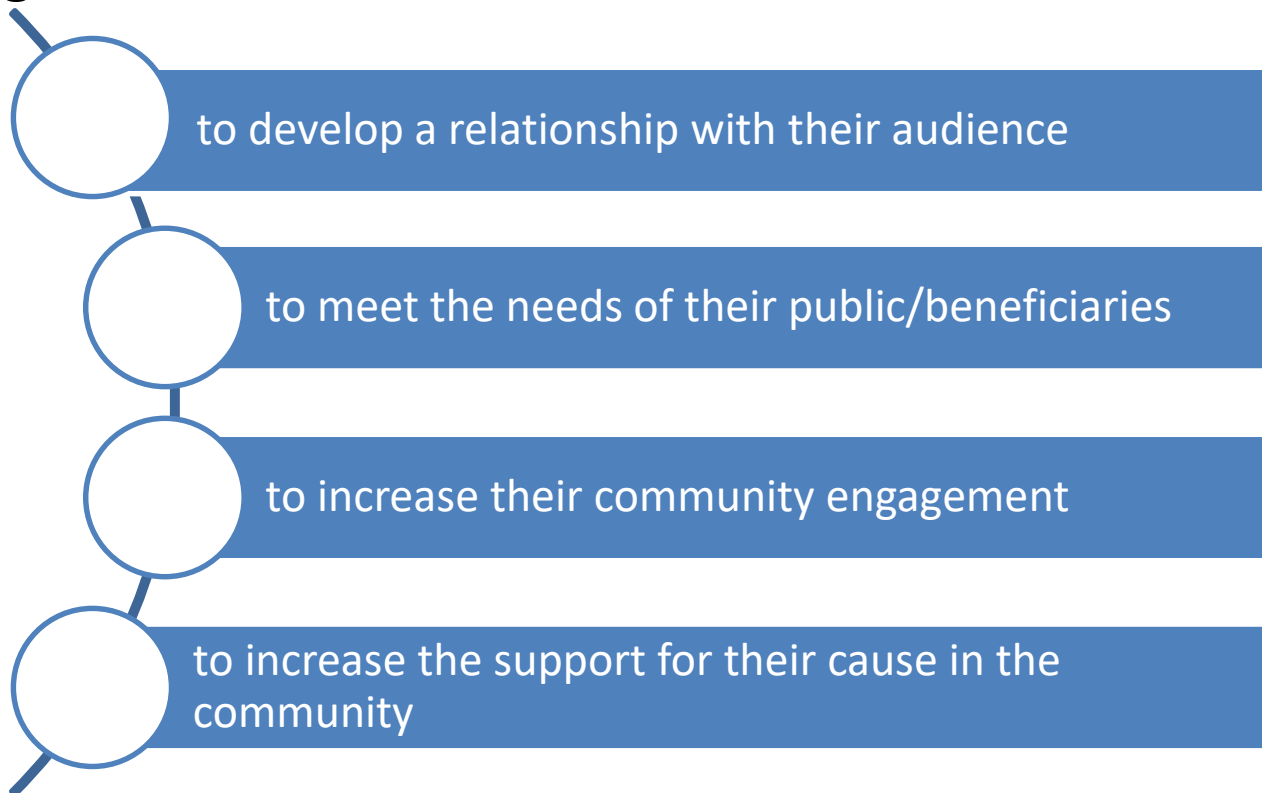 to develop a relationship with their audience
to meet the needs of their public/beneficiaries
to increase their community engagement
to increase the support for their cause in the
community